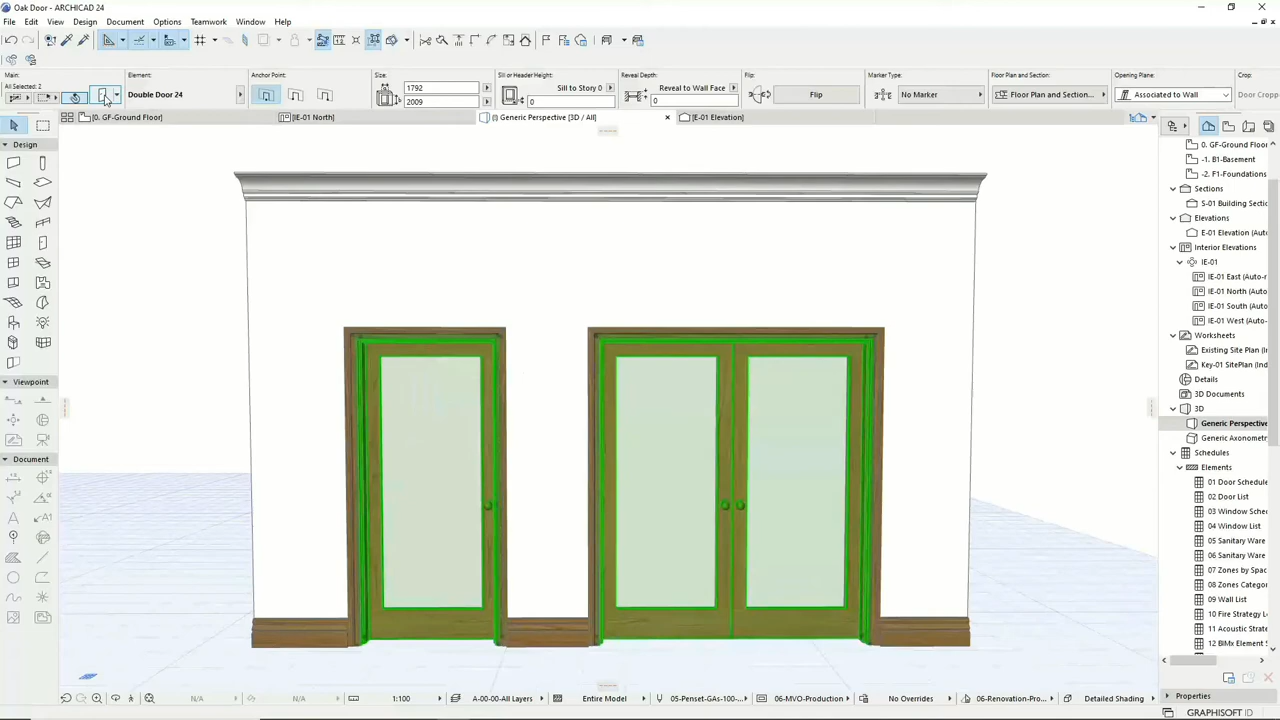 Oak Door - ARCHICAD 24
File Edit View Design Document Options Teamwork Window Help
Main:
All Selected: 2
Element:
Double Door 24
Anchor Point:
Size:
1792
2009
Sill or Header Height:
Sill to Story 0
0
Reveal Depth:
Reveal to Wall Face
0
Flip:
Flip
Marker Type:
No Marker
Floor Plan and Section:
Floor Plan and Section...
Opening Plane:
Associated to Wall
Crop:
Door Cropp
[0. GF-Ground Floor]
[IE-01 North]
(!) Generic Perspective [3D / All]
[E-01 Elevation]
Design
Viewpoint
Document
0. GF-Ground Floor
-1. B1-Basement
-2. F1-Foundations
Sections
S-01 Building Secti
Elevations
E-01 Elevation (Auto
Interior Elevations
IE-01
IE-01 East (Auto-r
IE-01 North (Auto
IE-01 South (Auto
IE-01 West (Auto-
Worksheets
Existing Site Plan (Ind
Key-01 SitePlan (Ind
Details
3D Documents
3D
Generic Perspective
Generic Axonometr
Schedules
Elements
01 Door Schedule
02 Door List
03 Window Sched
04 Window List
05 Sanitary Ware
06 Sanitary Ware
07 Zones by Spac
08 Zones Categor
09 Wall List
10 Fire Strategy L
11 Acoustic Strate
12 BIMx Element
Properties
N/A
N/A
1:100
A-00-00-All Layers
Entire Model
05-Penset-GAs-100-...
06-MVO-Production
No Overrides
06-Renovation-Pro...
Detailed Shading
GRAPHISOFT ID